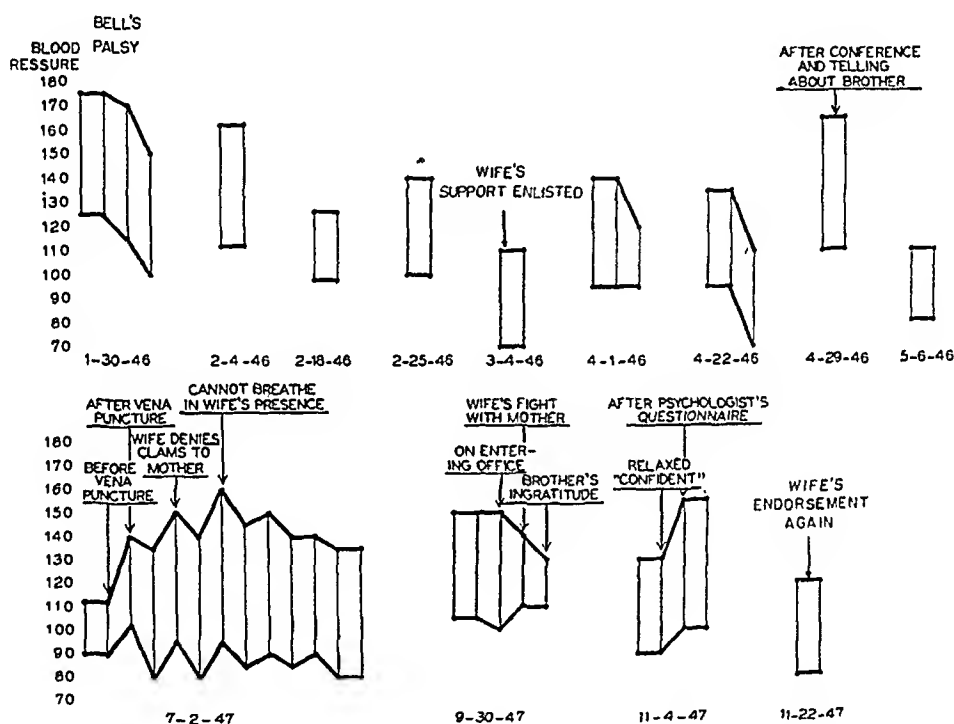 BELL'S
PALSY
BLOOD
RESSURE
180
170
160
150
140
130
120
110
100
90
80
70
WIFE'S
SUPPORT ENLISTED
AFTER CONFERENCE
AND TELLING
ABOUT BROTHER
1-30-46 2-4-46 2-18-46 2-25-46 3-4-46 4-1-46 4-22-46 4-29-46 5-6-46
180
170
160
150
140
130
120
110
100
90
80
70
AFTER VENA
PUNCTURE
BEFORE
VENA
PUNCTURE
WIFE DENIES
CLAMS TO
MOTHER
CANNOT BREATHE
IN WIFE'S PRESENCE
WIFE'S FIGHT
WITH MOTHER
ON ENTER-
ING OFFICE
BROTHER'S
INGRATITUDE
AFTER PSYCHOLOGIST'S
QUESTIONNAIRE
RELAXED
"CONFIDENT"
WIFE'S
ENDORSEMENT
AGAIN
7-2-47 9-30-47 11-4-47 11-22-47